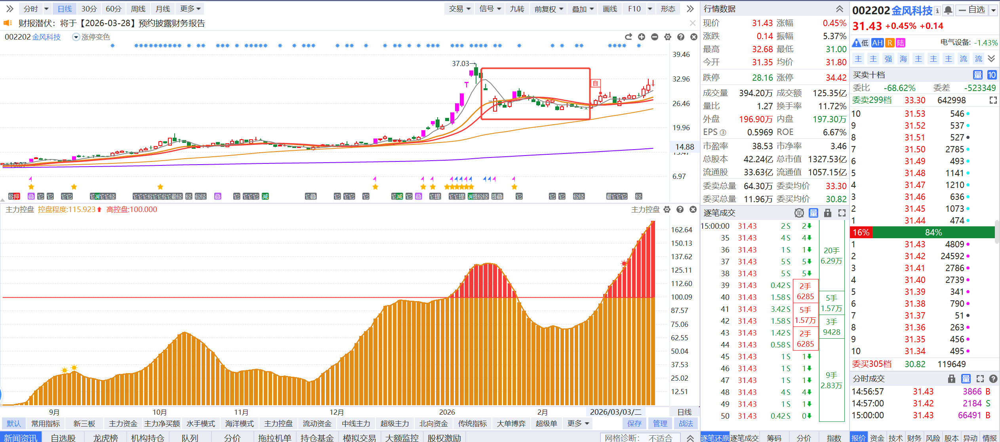 分时 日线 30分 60分 周线 月线 更多 交易 信号 九转 前复权 叠加 画线 F10 形态
财报潜伏：将于【2026-03-28】预约披露财务报告
002202 金风科技 涨停变色
39.46
37.03→
32.96
自
26.46
19.96
14.88
10.07
6.97
主力控盘 控盘程度:115.923 高控盘:100.000 主力控盘
162.64
150.13
137.62
125.11
112.60
100.09
87.57
75.06
62.55
50.04
37.53
25.02
12.51
9月 10月 11月 12月 2026 2月 2026/03/03/二 日线
默认 常用指标 新三板 主力资金 主力净买额 水手模式 海洋模式 主力控盘 流动资金 中线主力 超级主力 北向资金 传统指标 大单博弈 超级单 更多 保存 管理 战法
新闻资讯 自选股 龙虎榜 机构持仓 队列 分价 拖拉机单 持仓基金 模拟交易 大额监控 股权激励 网格诊断： 不适合
行情数据
现价 31.43 涨幅 0.45%
涨跌 0.14 振幅 5.37%
最高 32.68 最低 31.00
今开 31.35 均价 31.80
跌停 28.16 涨停 34.42
成交量 394.20万 成交额 125.35亿
量比 1.27 换手率 11.72%
外盘 196.90万 内盘 197.30万
EPS③ 0.5969 ROE 6.67%
市盈率 38.53 市净率 3.46
总股本 42.24亿 总市值 1327.53亿
流通股 33.63亿 流通值 1057.15亿
委卖总量 64.30万 委卖均价 33.30
委买总量 11.96万 委买均价 30.82
逐笔成交 单 量
15:00:00 31.43 2 S 2
35 31.43 4 S 4
36 31.43 1 S 1
37 31.43 5 S 5
38 31.43 5 S 5
39 31.43 0.42 S
40 31.43 1.58 S
41 31.43 3.42 S
42 31.43 1.58 S
43 31.43 1.42 S
44 31.43 0.58 S
45 31.43 1 S 1
46 31.43 1 S 1
47 31.43 1 S 1
48 31.43 4 S 4
49 31.43 1 S 1
50 31.43 0.42 S 0
2手
6285
5手
1.57万
2手
6285
20手
6.29万
5手
1.57万
3手
9428
9手
2.83万
逐笔还原 逐笔成交 筹码 分价 指数
002202 金风科技 自选
31.43 +0.45% +0.14
低 AH R 陆 电气设备: -1.43%
主 主 强 海 主 主 主 流 流
买卖十档 量 10
委比 -68.62% 委差 -523349
委卖299档 33.30 642998
10 31.53 546
9 31.52 537
8 31.51 527
7 31.50 2785
6 31.49 493
5 31.48 1141
4 31.47 1210
3 31.46 636
2 31.45 1073
1 31.44 474
16% 84%
1 31.43 4809
2 31.42 24592
3 31.41 2786
4 31.40 2739
5 31.39 341
6 31.38 790
7 31.37 51
8 31.36 263
9 31.35 456
10 31.34 495
委买305档 30.82 119649
分时成交 量
14:56:57 31.43 3866 B
14:57:00 31.42 2184 S
15:00:00 31.43 66491 B
报价 资金 技术 财务 风险 股本 异动 情报